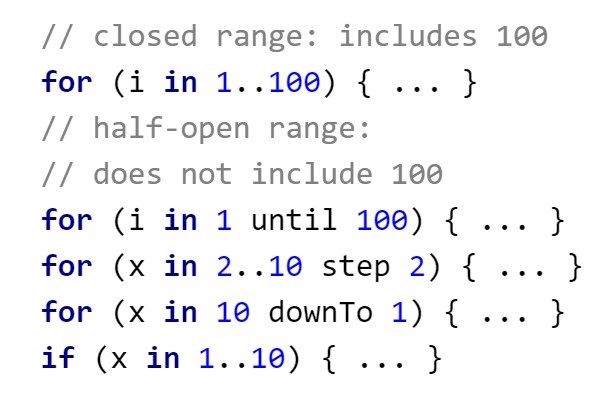 // closed range: includes 100
for (i in 1..100) { ... }
// half-open range:
// does not include 100
for (i in 1 until 100) { ... }
for (x in 2..10 step 2) { ... }
for (x in 10 downTo 1) { ... }
if (x in 1..10) { ... }